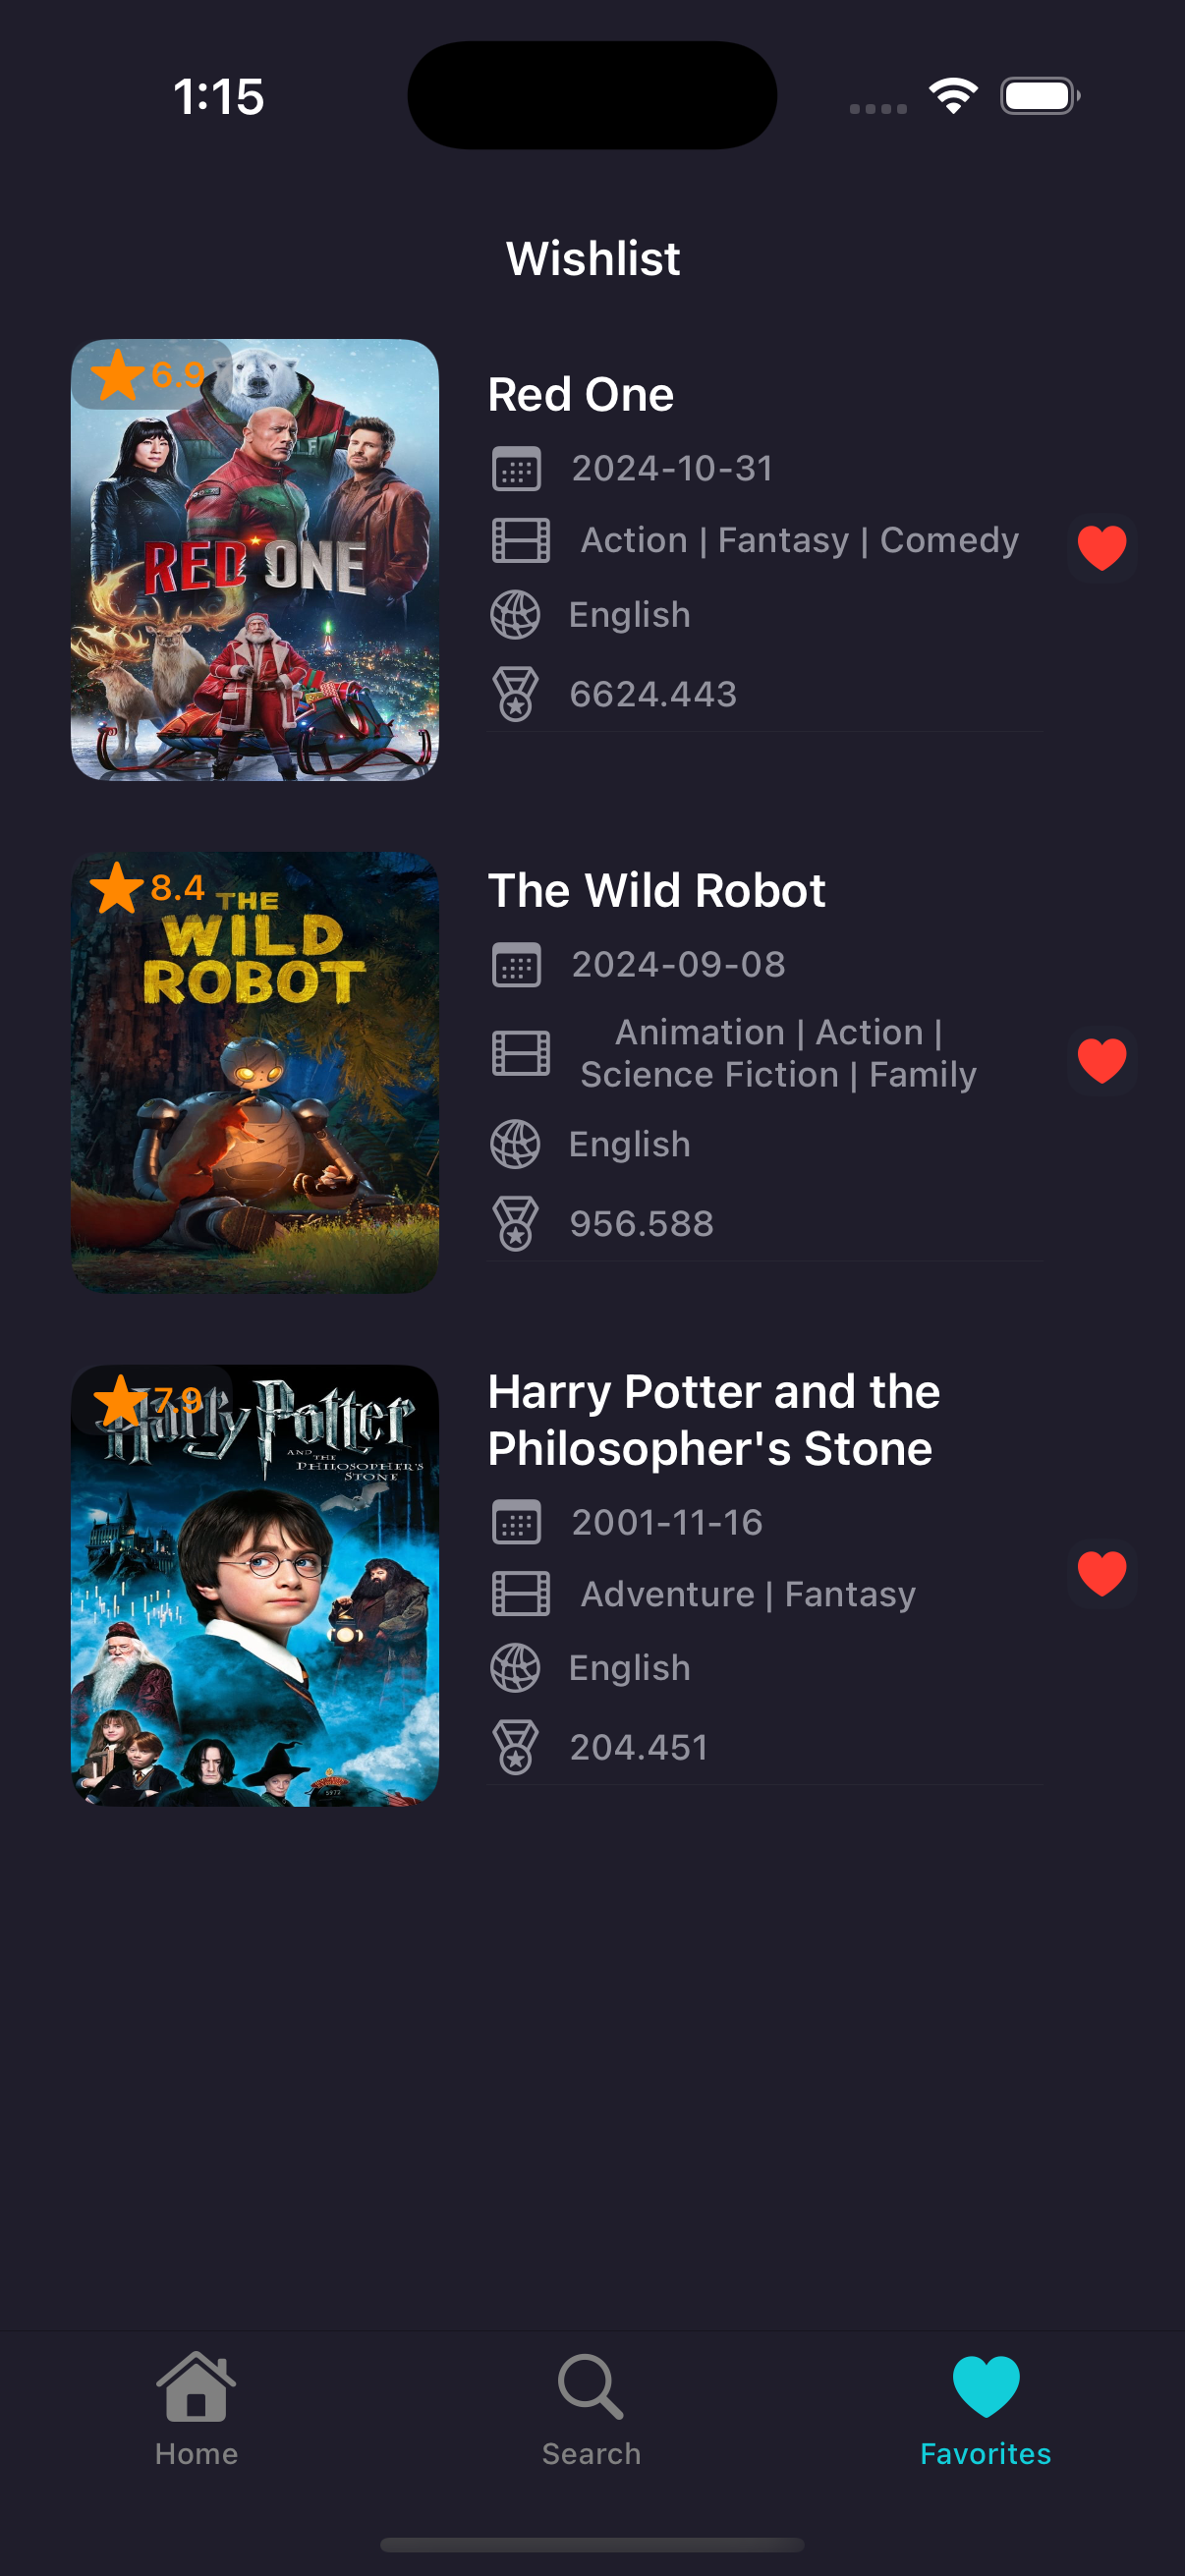 1:15
Wishlist
6.9
RED ONE
Red One
2024-10-31
Action | Fantasy | Comedy
English
6624.443
8.4
THE
WILD
ROBOT
The Wild Robot
2024-09-08
Animation | Action |
Science Fiction | Family
English
956.588
7.9
Harry Potter
AND THE
PHILOSOPHER'S
STONE
Harry Potter and the
Philosopher's Stone
2001-11-16
Adventure | Fantasy
English
204.451
Home
Search
Favorites